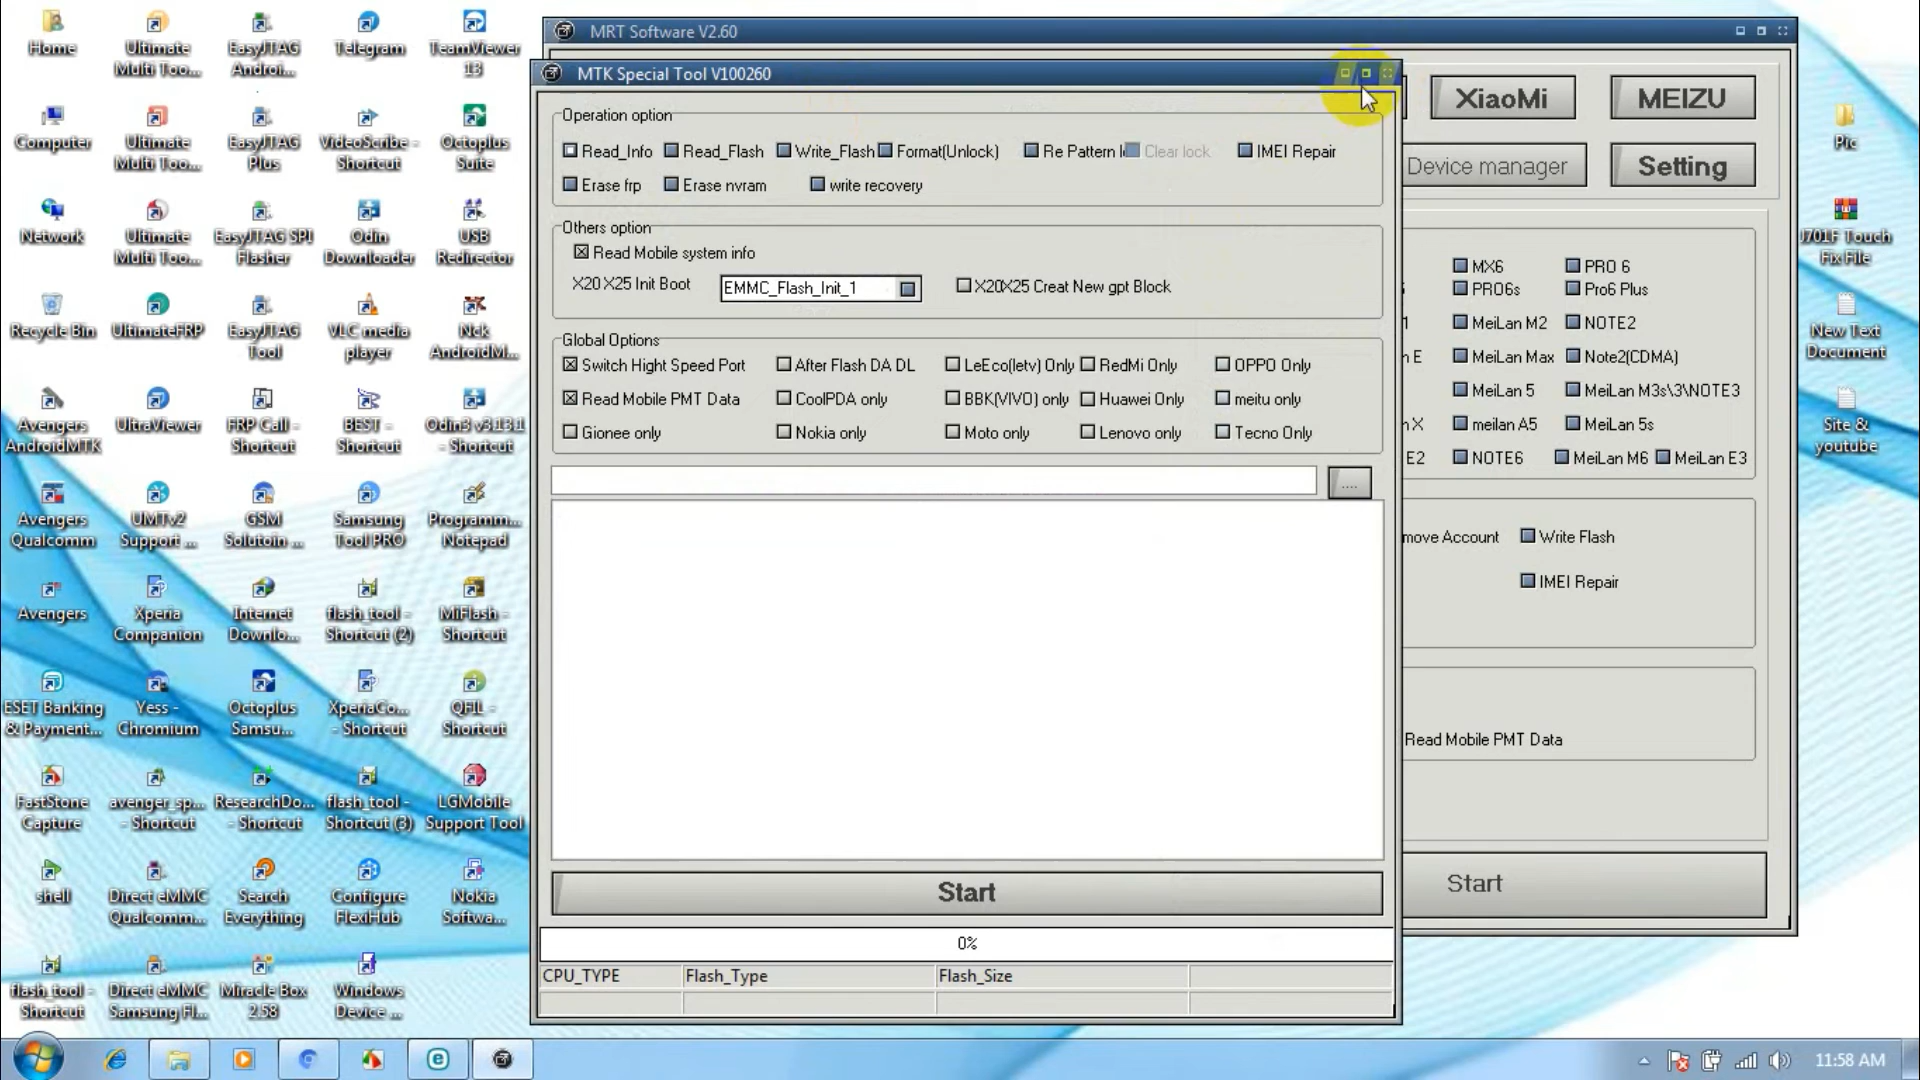 Home
Ultimate
Multi Too...
EasyJTAG
Androi...
Telegram
TeamViewer
13
Computer
Ultimate
Multi Too...
EasyJTAG
Plus
VideoScribe -
Shortcut
Octoplus
Suite
Network
Ultimate
Multi Too...
EasyJTAG SPI
Flasher
Odin
Downloader
USB
Redirector
Recycle Bin
UltimateFRP
EasyJTAG
Tool
VLC media
player
Nck
AndroidM...
Avengers
AndroidMTK
UltraViewer
FRP Call -
Shortcut
BEST -
Shortcut
Odin3 v3.13.1
- Shortcut
Avengers
Qualcomm
UMTv2
Support ...
GSM
Solutoin ...
Samsung
Tool PRO
Programm...
Notepad
Avengers
Xperia
Companion
Internet
Downlo...
flash_tool -
Shortcut (2)
MiFlash -
Shortcut
ESET Banking
& Payment...
Yess -
Chromium
Octoplus
Samsu...
XperiaCo...
- Shortcut
QFIL -
Shortcut
FastStone
Capture
avenger_sp...
- Shortcut
ResearchDo...
- Shortcut
flash_tool -
Shortcut (3)
LGMobile
Support Tool
shell
Direct eMMC
Qualcomm...
Search
Everything
Configure
FlexiHub
Nokia
Softwa...
flash_tool -
Shortcut
Direct eMMC
Samsung Fl...
Miracle Box
2.58
Windows
Device ...
MRT Software V2.60
MTK Special Tool V100260
Operation option
Read_Info Read_Flash Write_Flash Format(Unlock) Re Pattern l Clear lock IMEI Repair
Erase frp Erase nvram write recovery
Others option
Read Mobile system info
X20 X25 Init Boot EMMC_Flash_Init_1 X20X25 Creat New gpt Block
Global Options
Switch Hight Speed Port After Flash DA DL LeEco(letv) Only RedMi Only OPPO Only
Read Mobile PMT Data CoolPDA only BBK(VIVO) only Huawei Only meitu only
Gionee only Nokia only Moto only Lenovo only Tecno Only
....
Start
0%
CPU_TYPE Flash_Type Flash_Size
XiaoMi MEIZU
Device manager Setting
MX6 PRO 6
PRO6s Pro6 Plus
MeiLan M2 NOTE2
E MeiLan Max Note2(CDMA)
MeiLan 5 MeiLan M3s\3\NOTE3
X meilan A5 MeiLan 5s
E2 NOTE6 MeiLan M6 MeiLan E3
move Account Write Flash
IMEI Repair
Read Mobile PMT Data
Start
Pic
J701F Touch
Fix File
New Text
Document
Site &
youtube
11:58 AM